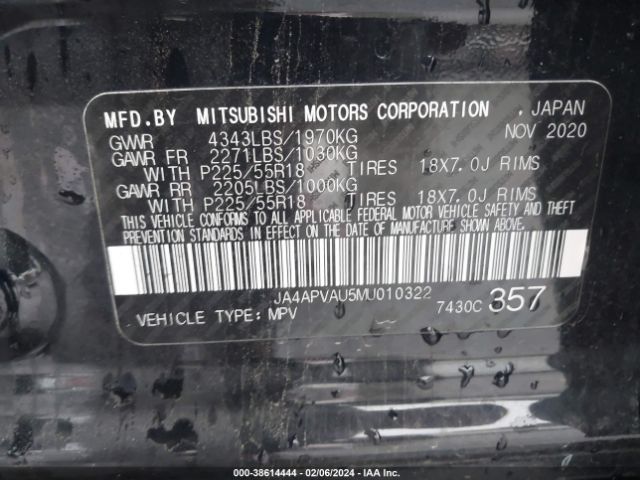 MFD.BY MITSUBISHI MOTORS CORPORATION , JAPAN
GWWR 4343LBS/1970KG NOV 2020
GAWR FR 2271LBS/1030KG
WITH P225/55R18 TIRES 18X7.0J RIMS
GAWR RR 2205LBS/1000KG
WITH P225/55R18 TIRES 18X7.0J RIMS
THIS VEHICLE CONFORMS TO ALL APPLICABLE FEDERAL MOTOR VEHICLE SAFETY AND THEFT
PREVENTION STANDARDS IN EFFECT ON THE DATE OF MANUFACTURE SHOWN ABOVE.
JA4APVAU5MU010322
VEHICLE TYPE: MPV 7430C 357
000-38614444 - 02/06/2024 - IAA Inc.